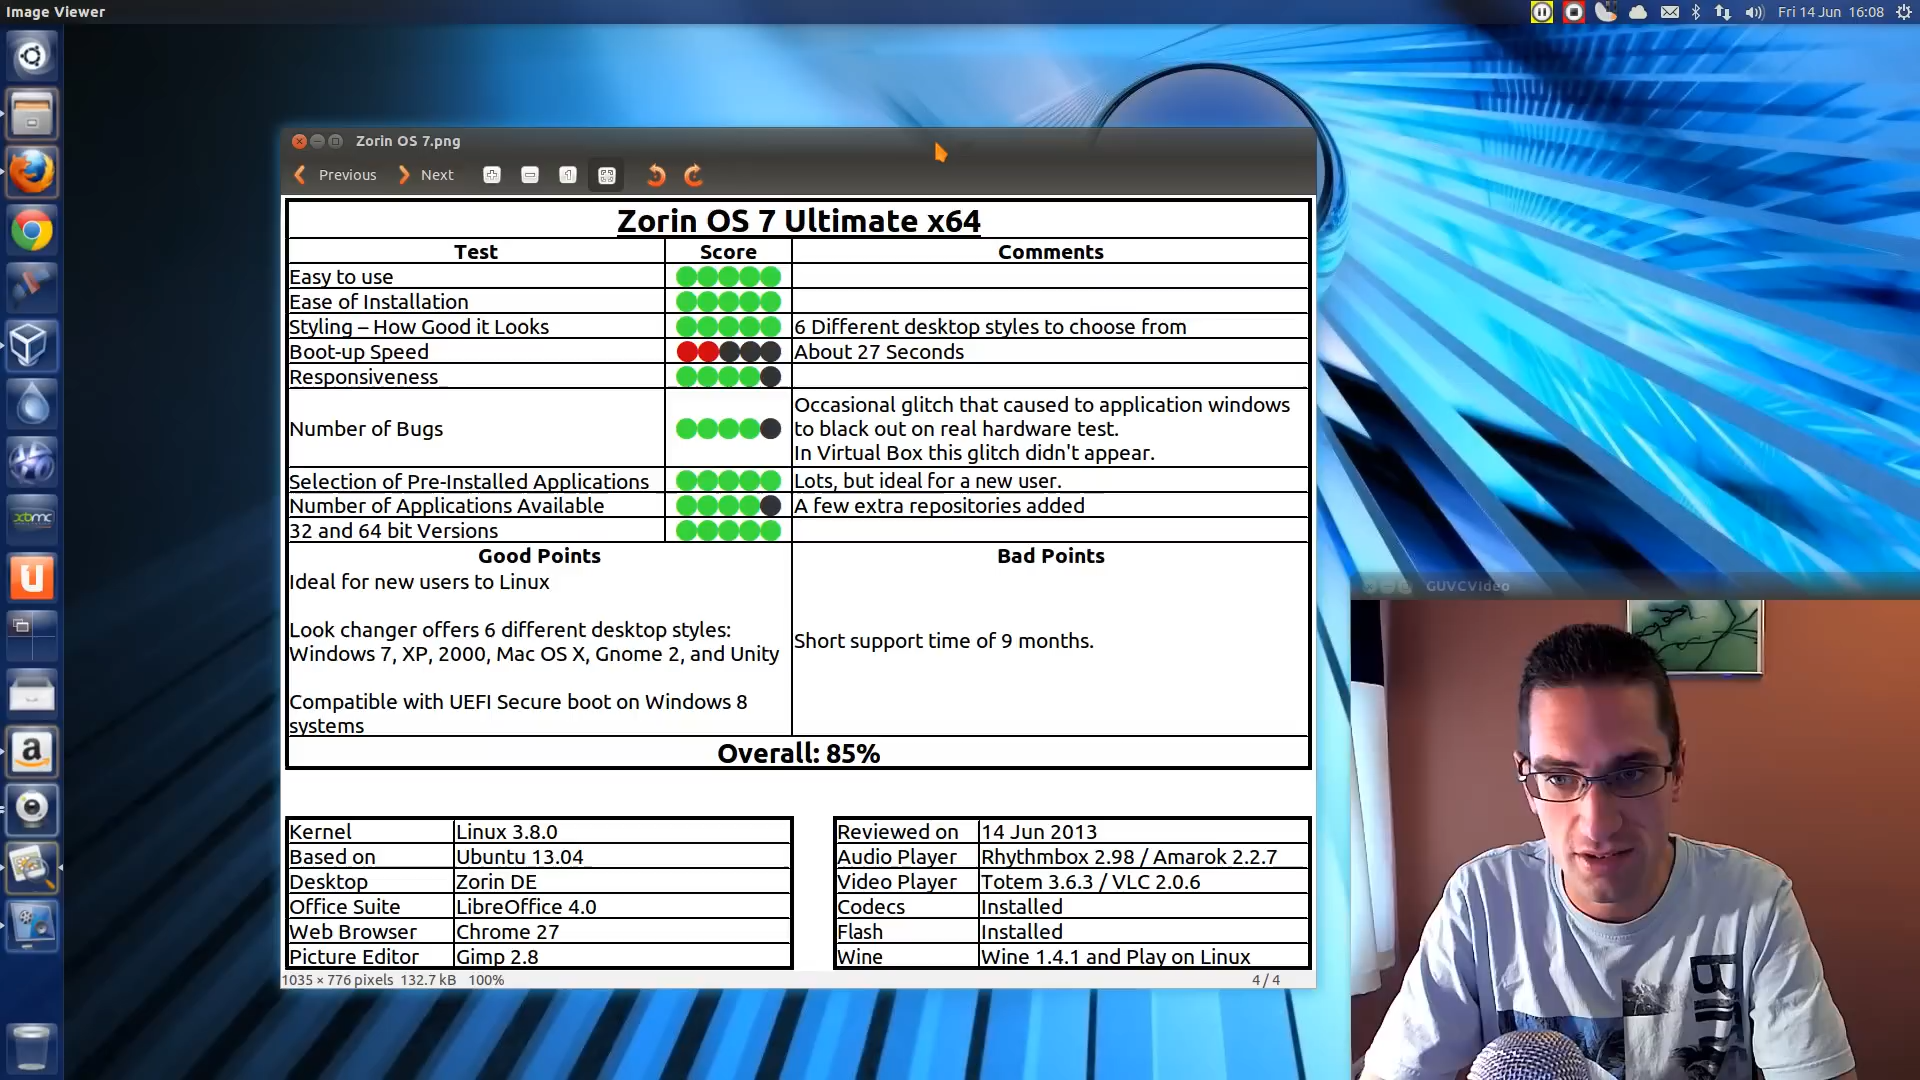 Image Viewer
Fri 14 Jun 16:08
Zorin OS 7.png
Previous Next
Zorin OS 7 Ultimate x64
Test Score Comments
Easy to use
Ease of Installation
Styling – How Good it Looks 6 Different desktop styles to choose from
Boot-up Speed About 27 Seconds
Responsiveness
Number of Bugs
Occasional glitch that caused to application windows
to black out on real hardware test.
In Virtual Box this glitch didn't appear.
Selection of Pre-Installed Applications Lots, but ideal for a new user.
Number of Applications Available A few extra repositories added
32 and 64 bit Versions
Good Points Bad Points
Ideal for new users to Linux
Look changer offers 6 different desktop styles:
Windows 7, XP, 2000, Mac OS X, Gnome 2, and Unity
Short support time of 9 months.
Compatible with UEFI Secure boot on Windows 8
systems
Overall: 85%
Kernel Linux 3.8.0
Based on Ubuntu 13.04
Desktop Zorin DE
Office Suite LibreOffice 4.0
Web Browser Chrome 27
Picture Editor Gimp 2.8
Reviewed on 14 Jun 2013
Audio Player Rhythmbox 2.98 / Amarok 2.2.7
Video Player Totem 3.6.3 / VLC 2.0.6
Codecs Installed
Flash Installed
Wine Wine 1.4.1 and Play on Linux
1035 × 776 pixels 132.7 kB 100%
4 / 4
GUVCVideo
xbmc